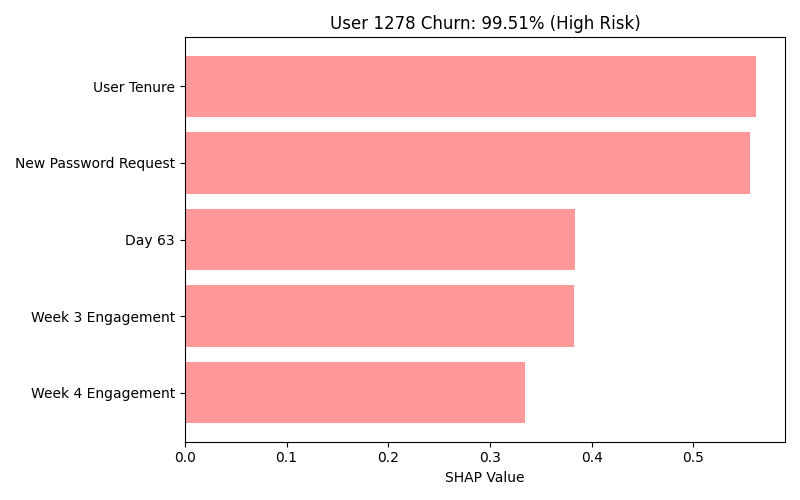 User 1278 Churn: 99.51% (High Risk)
User Tenure
New Password Request
Day 63
Week 3 Engagement
Week 4 Engagement
0.0 0.1 0.2 0.3 0.4 0.5
SHAP Value